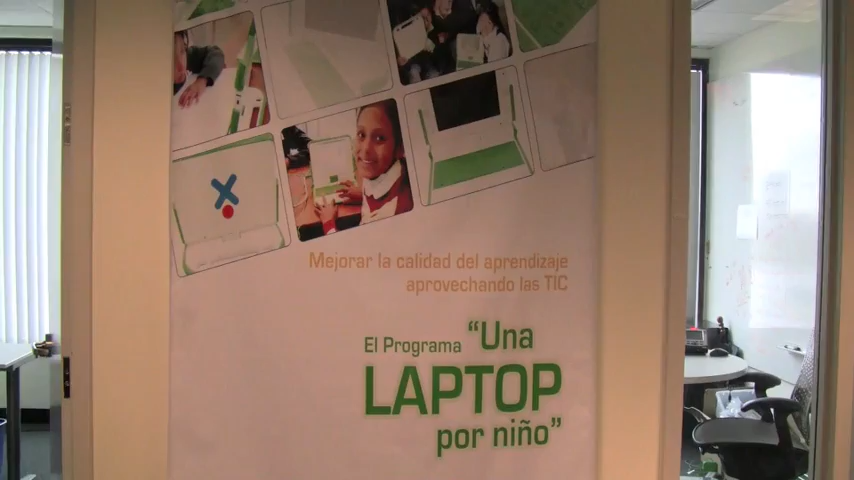 Mejorar la calidad del aprendizaje
aprovechando las TIC
El Programa “Una
LAPTOP
por niño”